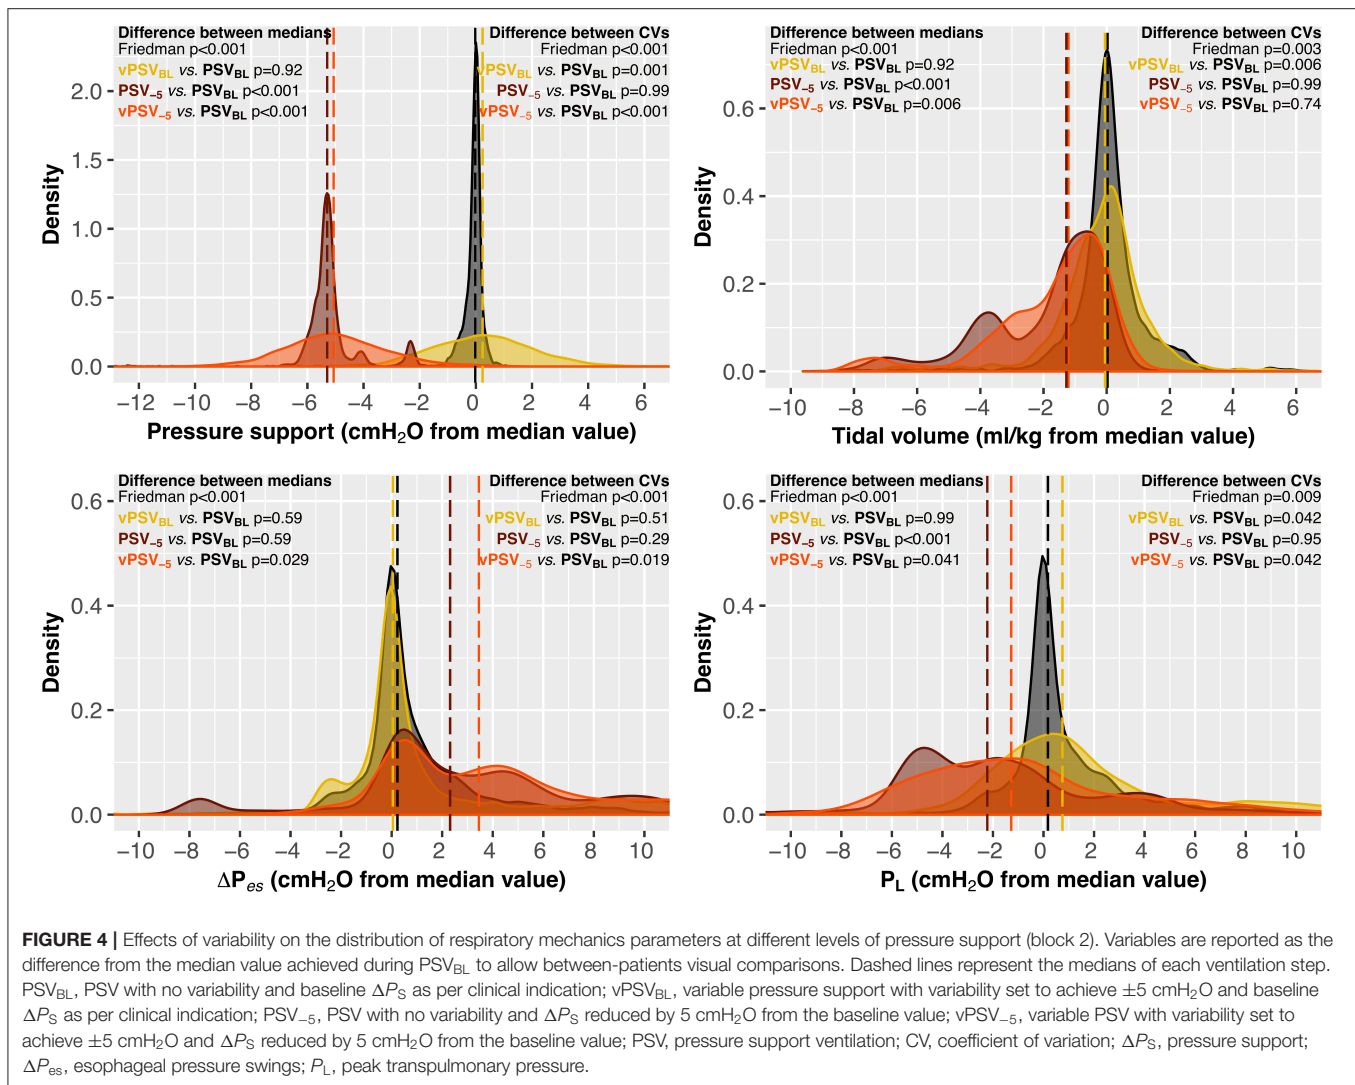 Difference between medians
Friedman p<0.001
vPSVBL vs. PSVBL p=0.92
PSV−5 vs. PSVBL p<0.001
vPSV−5 vs. PSVBL p<0.001
Difference between CVs
Friedman p<0.001
vPSVBL vs. PSVBL p=0.001
PSV−5 vs. PSVBL p=0.99
vPSV−5 vs. PSVBL p<0.001
Density
2.0
1.5
1.0
0.5
0.0
−12 −10 −8 −6 −4 −2 0 2 4 6
Pressure support (cmH2O from median value)
Difference between medians
Friedman p<0.001
vPSVBL vs. PSVBL p=0.92
PSV−5 vs. PSVBL p<0.001
vPSV−5 vs. PSVBL p=0.006
Difference between CVs
Friedman p=0.003
vPSVBL vs. PSVBL p=0.006
PSV−5 vs. PSVBL p=0.99
vPSV−5 vs. PSVBL p=0.74
Density
0.6
0.4
0.2
0.0
−10 −8 −6 −4 −2 0 2 4 6
Tidal volume (ml/kg from median value)
Difference between medians
Friedman p<0.001
vPSVBL vs. PSVBL p=0.59
PSV−5 vs. PSVBL p=0.59
vPSV−5 vs. PSVBL p=0.029
Difference between CVs
Friedman p<0.001
vPSVBL vs. PSVBL p=0.51
PSV−5 vs. PSVBL p=0.29
vPSV−5 vs. PSVBL p=0.019
Density
0.6
0.4
0.2
0.0
−10 −8 −6 −4 −2 0 2 4 6 8 10
ΔPes (cmH2O from median value)
Difference between medians
Friedman p<0.001
vPSVBL vs. PSVBL p=0.99
PSV−5 vs. PSVBL p<0.001
vPSV−5 vs. PSVBL p=0.041
Difference between CVs
Friedman p=0.009
vPSVBL vs. PSVBL p=0.042
PSV−5 vs. PSVBL p=0.95
vPSV−5 vs. PSVBL p=0.042
Density
0.6
0.4
0.2
0.0
−10 −8 −6 −4 −2 0 2 4 6 8 10
PL (cmH2O from median value)
FIGURE 4 | Effects of variability on the distribution of respiratory mechanics parameters at different levels of pressure support (block 2). Variables are reported as the
difference from the median value achieved during PSVBL to allow between-patients visual comparisons. Dashed lines represent the medians of each ventilation step.
PSVBL, PSV with no variability and baseline ΔPS as per clinical indication; vPSVBL, variable pressure support with variability set to achieve ±5 cmH2O and baseline
ΔPS as per clinical indication; PSV−5, PSV with no variability and ΔPS reduced by 5 cmH2O from the baseline value; vPSV−5, variable PSV with variability set to
achieve ±5 cmH2O and ΔPS reduced by 5 cmH2O from the baseline value; PSV, pressure support ventilation; CV, coefficient of variation; ΔPS, pressure support;
ΔPes, esophageal pressure swings; PL, peak transpulmonary pressure.